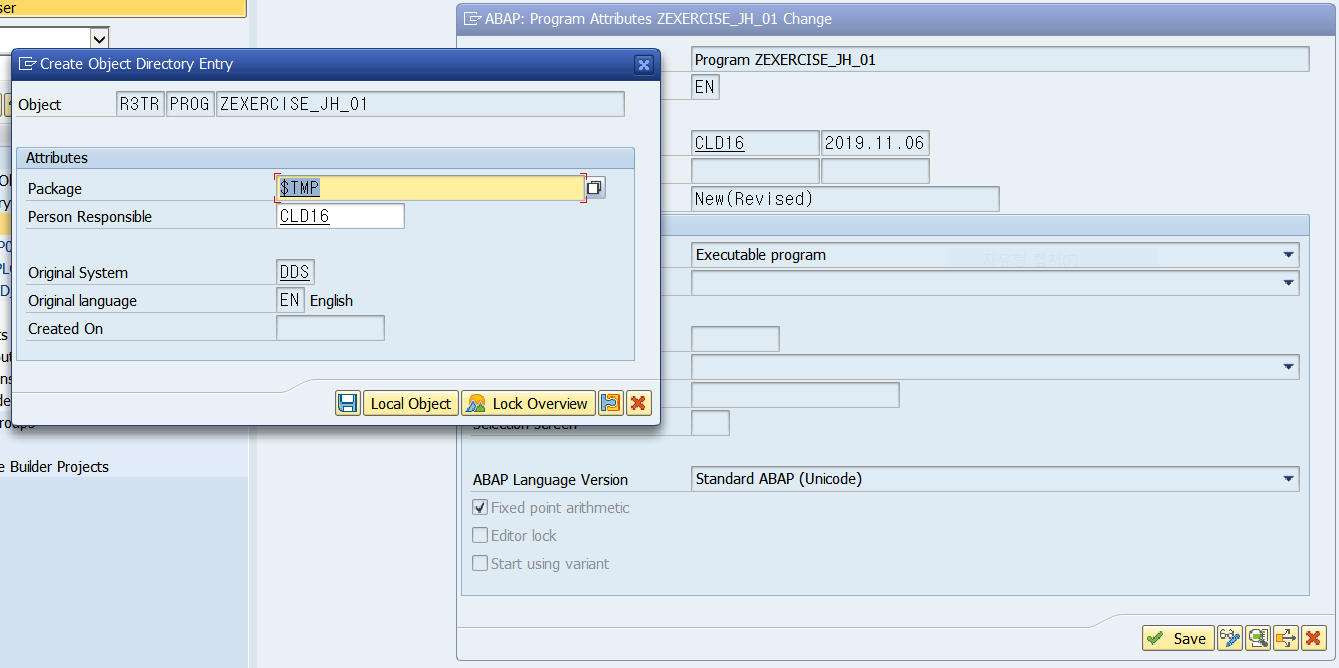 ser
ABAP: Program Attributes ZEXERCISE_JH_01 Change
Create Object Directory Entry
Program ZEXERCISE_JH_01
EN
Object R3TR PROG ZEXERCISE_JH_01
CLD16 2019.11.06
Attributes
Package $TMP
New(Revised)
Person Responsible CLD16
Executable program
Original System DDS
Original language EN English
Created On
Local Object Lock Overview
Selection screen
e Builder Projects
ABAP Language Version Standard ABAP (Unicode)
Fixed point arithmetic
Editor lock
Start using variant
Save